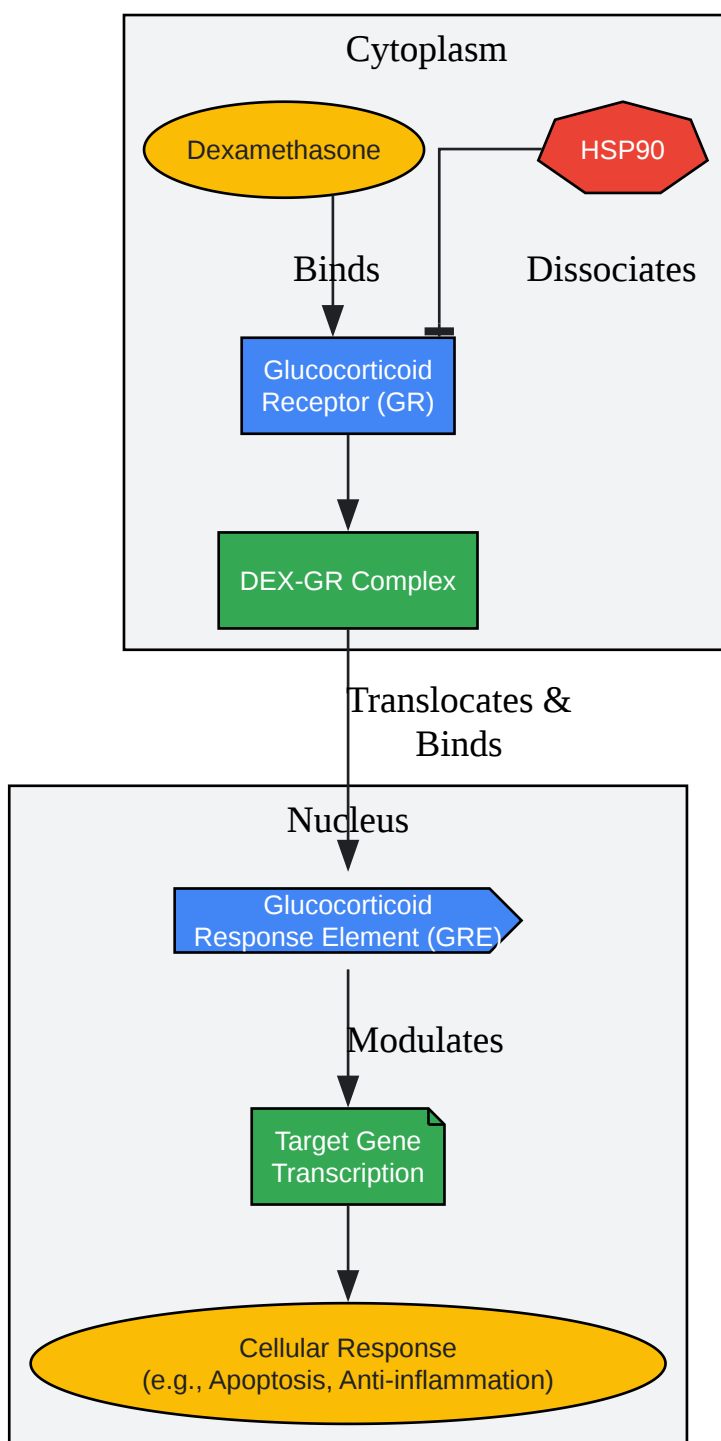 Cytoplasm
Dexamethasone
HSP90
Binds
Dissociates
Glucocorticoid
Receptor (GR)
DEX-GR Complex
Translocates &
Binds
Nucleus
Glucocorticoid
Response Element (GRE)
Modulates
Target Gene
Transcription
Cellular Response
(e.g., Apoptosis, Anti-inflammation)